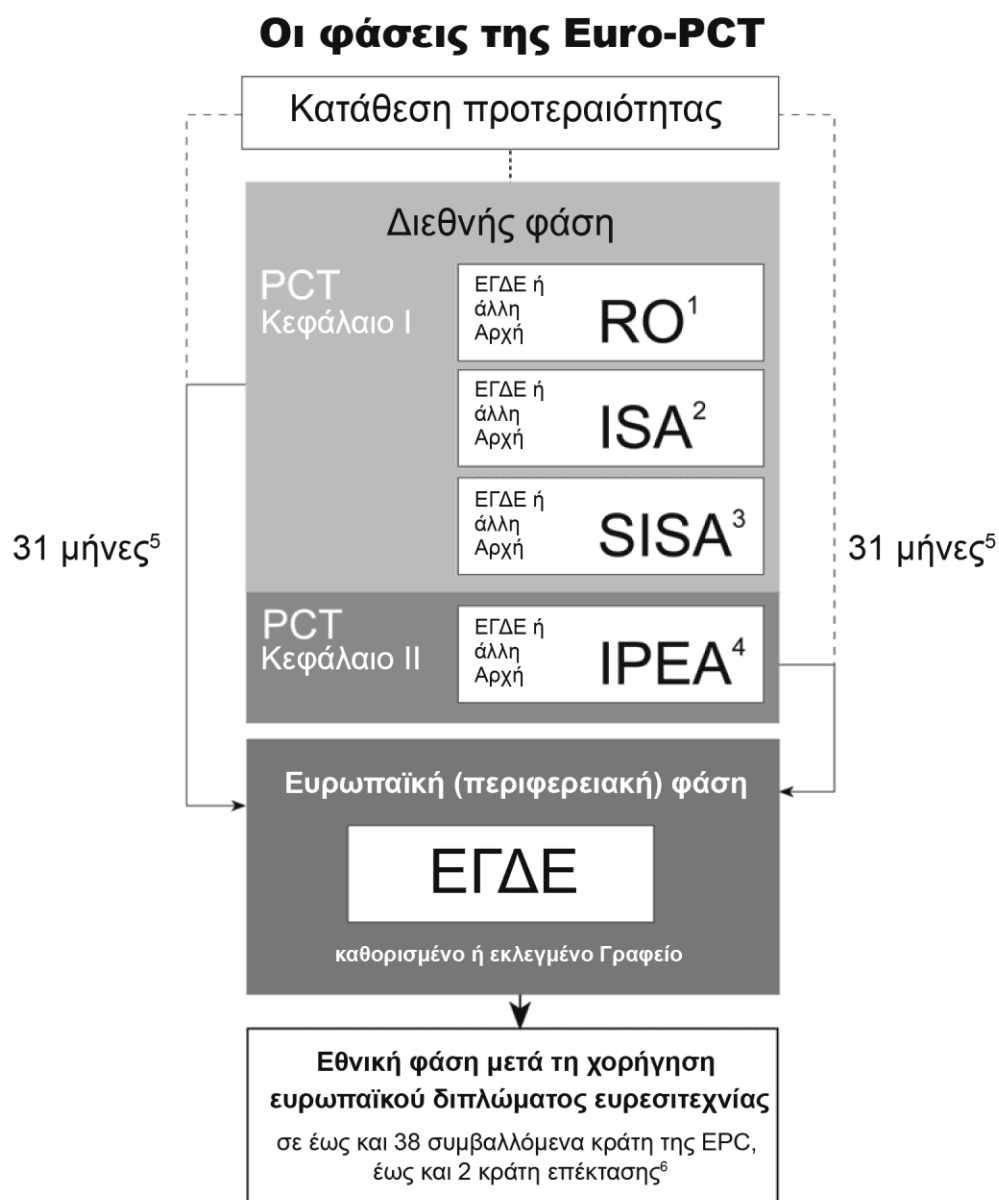 Οι φάσεις της Euro-PCT
Κατάθεση προτεραιότητας
Διεθνής φάση
PCT
Κεφάλαιο I
ΕΓΔΕ ή
άλλη
Αρχή
RO¹
ΕΓΔΕ ή
άλλη
Αρχή
ISA²
ΕΓΔΕ ή
άλλη
Αρχή
SISA³
31 μήνες⁵
31 μήνες⁵
PCT
Κεφάλαιο II
ΕΓΔΕ ή
άλλη
Αρχή
IPEA⁴
Ευρωπαϊκή (περιφερειακή) φάση
ΕΓΔΕ
καθορισμένο ή εκλεγμένο Γραφείο
Εθνική φάση μετά τη χορήγηση
ευρωπαϊκού διπλώματος ευρεσιτεχνίας
σε έως και 38 συμβαλλόμενα κράτη της EPC,
έως και 2 κράτη επέκτασης⁶